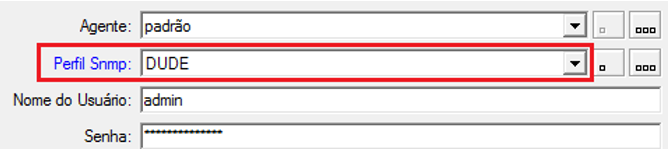 Agente: padrão
Perfil Snmp: DUDE
Nome do Usuário: admin
Senha: **************